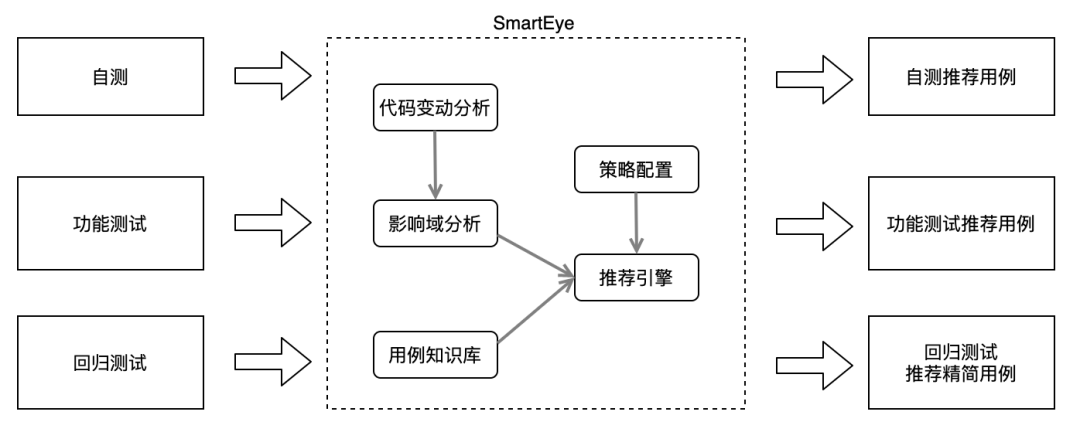 SmartEye
自测
功能测试
回归测试
代码变动分析
影响域分析
用例知识库
策略配置
推荐引擎
自测推荐用例
功能测试推荐用例
回归测试
推荐精简用例